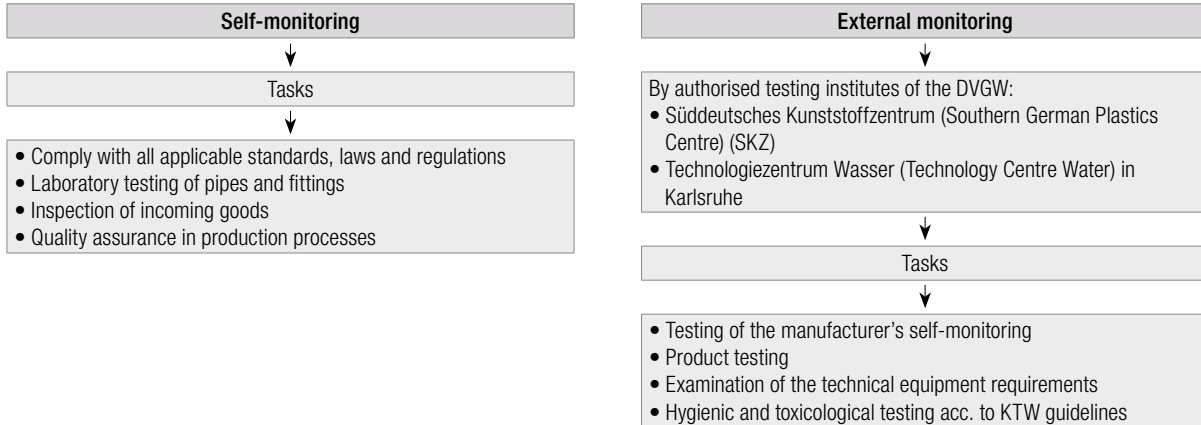 Self-monitoring
Tasks
• Comply with all applicable standards, laws and regulations
• Laboratory testing of pipes and fittings
• Inspection of incoming goods
• Quality assurance in production processes
External monitoring
By authorised testing institutes of the DVGW:
• Süddeutsches Kunststoffzentrum (Southern German Plastics
Centre) (SKZ)
• Technologiezentrum Wasser (Technology Centre Water) in
Karlsruhe
Tasks
• Testing of the manufacturer’s self-monitoring
• Product testing
• Examination of the technical equipment requirements
• Hygienic and toxicological testing acc. to KTW guidelines